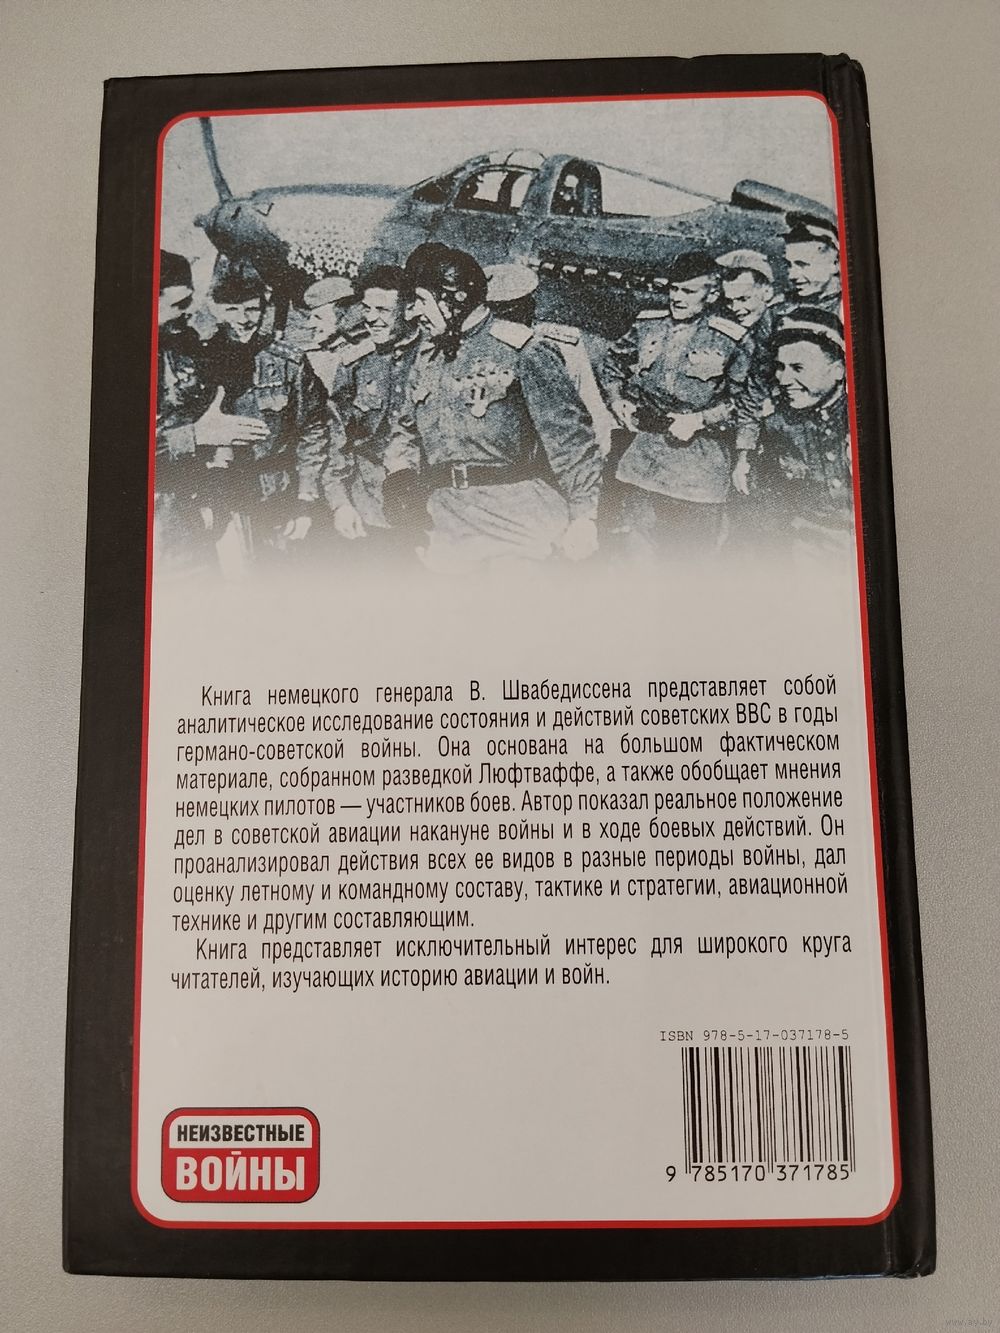 Книга немецкого генерала В. Швабедиссена представляет собой
аналитическое исследование состояния и действий советских ВВС в годы
германо-советской войны. Она основана на большом фактическом
материале, собранном разведкой Люфтваффе, а также обобщает мнения
немецких пилотов — участников боев. Автор показал реальное положение
дел в советской авиации накануне войны и в ходе боевых действий. Он
проанализировал действия всех ее видов в разные периоды войны, дал
оценку летному и командному составу, тактике и стратегии, авиационной
технике и другим составляющим.
Книга представляет исключительный интерес для широкого круга
читателей, изучающих историю авиации и войн.
ISBN 978-5-17-037178-5
9 785170 371785
НЕИЗВЕСТНЫЕ
ВОЙНЫ
www.ay.by